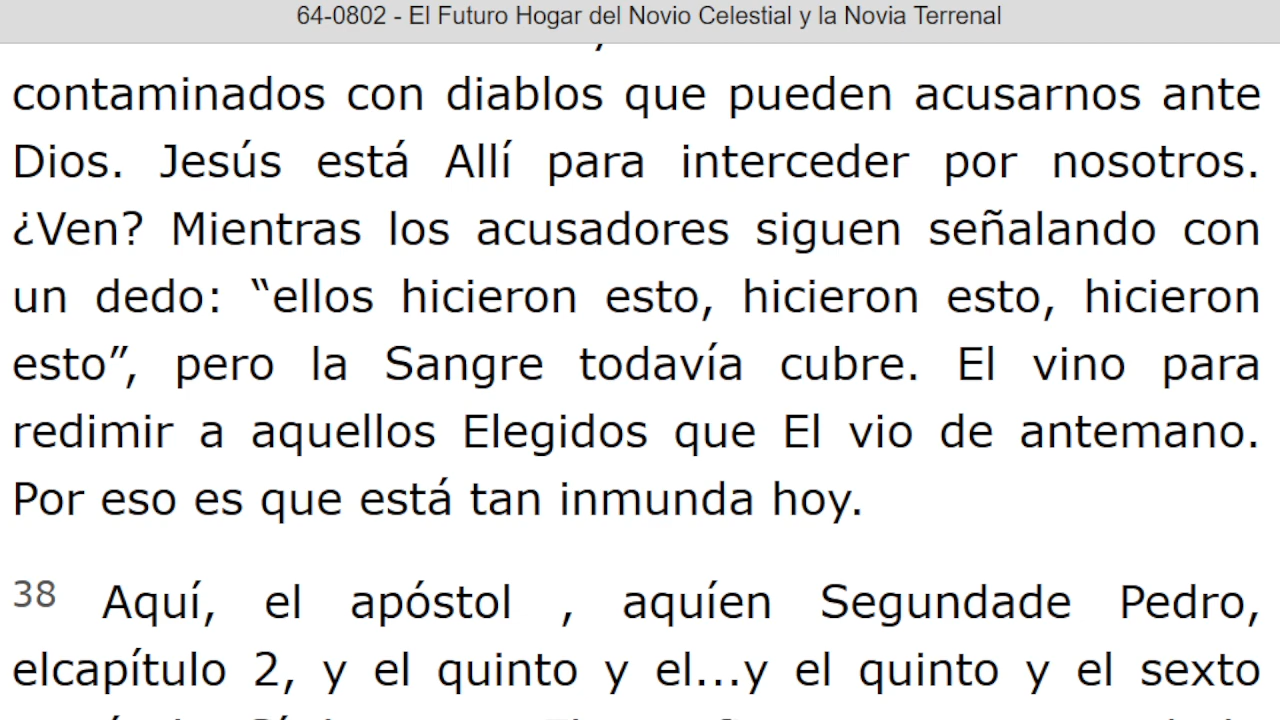 64-0802 - El Futuro Hogar del Novio Celestial y la Novia Terrenal
contaminados con diablos que pueden acusarnos ante
Dios. Jesús está Allí para interceder por nosotros.
¿Ven? Mientras los acusadores siguen señalando con
un dedo: “ellos hicieron esto, hicieron esto, hicieron
esto”, pero la Sangre todavía cubre. El vino para
redimir a aquellos Elegidos que El vio de antemano.
Por eso es que está tan inmunda hoy.
38 Aquí, el apóstol , aquíen Segundade Pedro,
elcapítulo 2, y el quinto y el...y el quinto y el sexto